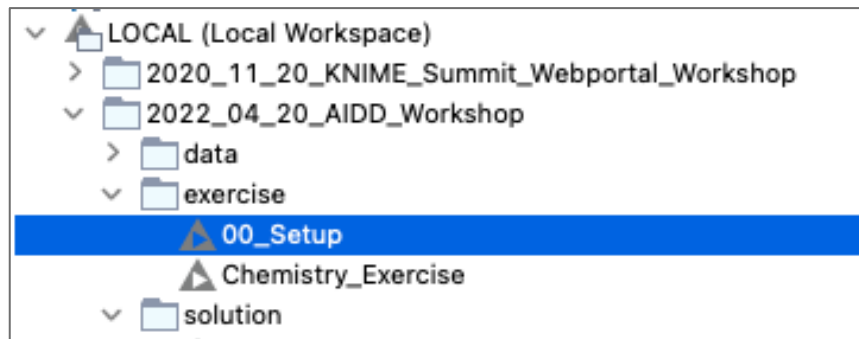 LOCAL (Local Workspace)
2020_11_20_KNIME_Summit_Webportal_Workshop
2022_04_20_AIDD_Workshop
data
exercise
00_Setup
Chemistry_Exercise
solution